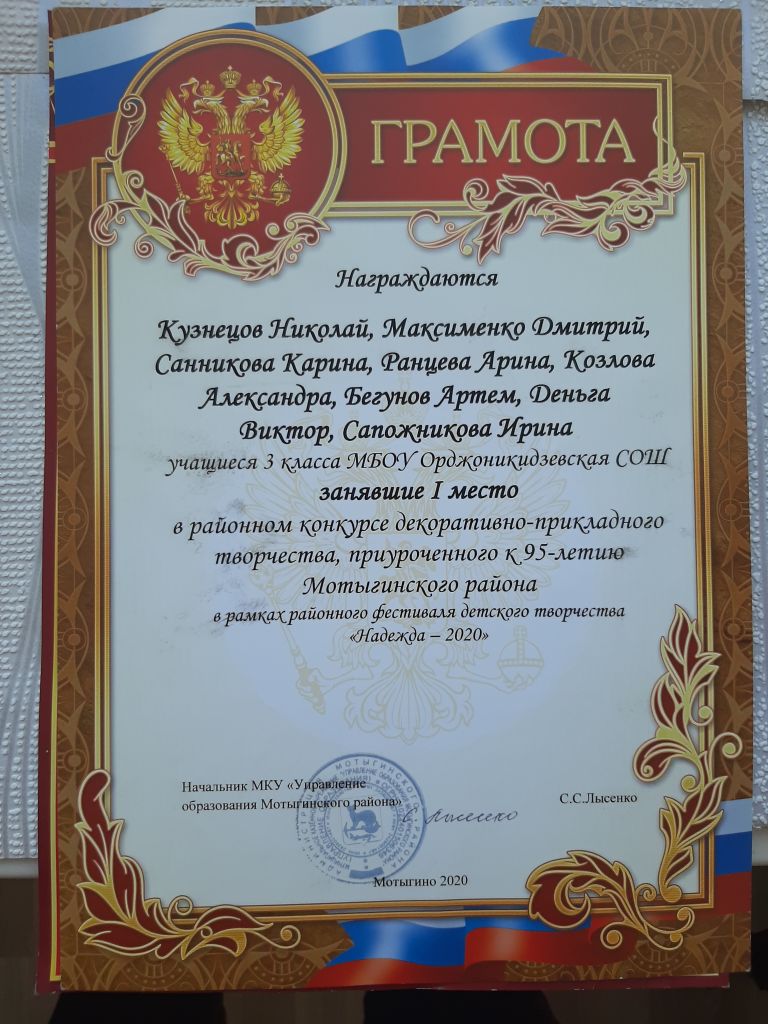 ГРАМОТА
Награждаются
Кузнецов Николай, Максименко Дмитрий,
Санникова Карина, Ранцева Арина, Козлова
Александра, Бегунов Артем, Деньга
Виктор, Сапожникова Ирина
учащиеся 3 класса МБОУ Орджоникидзевская СОШ
занявшие I место
в районном конкурсе декоративно-прикладного
творчества, приуроченного к 95-летию
Мотыгинского района
в рамках районного фестиваля детского творчества
«Надежда – 2020»
Начальник МКУ «Управление
образования Мотыгинского района»
С.С.Лысенко
Мотыгино 2020